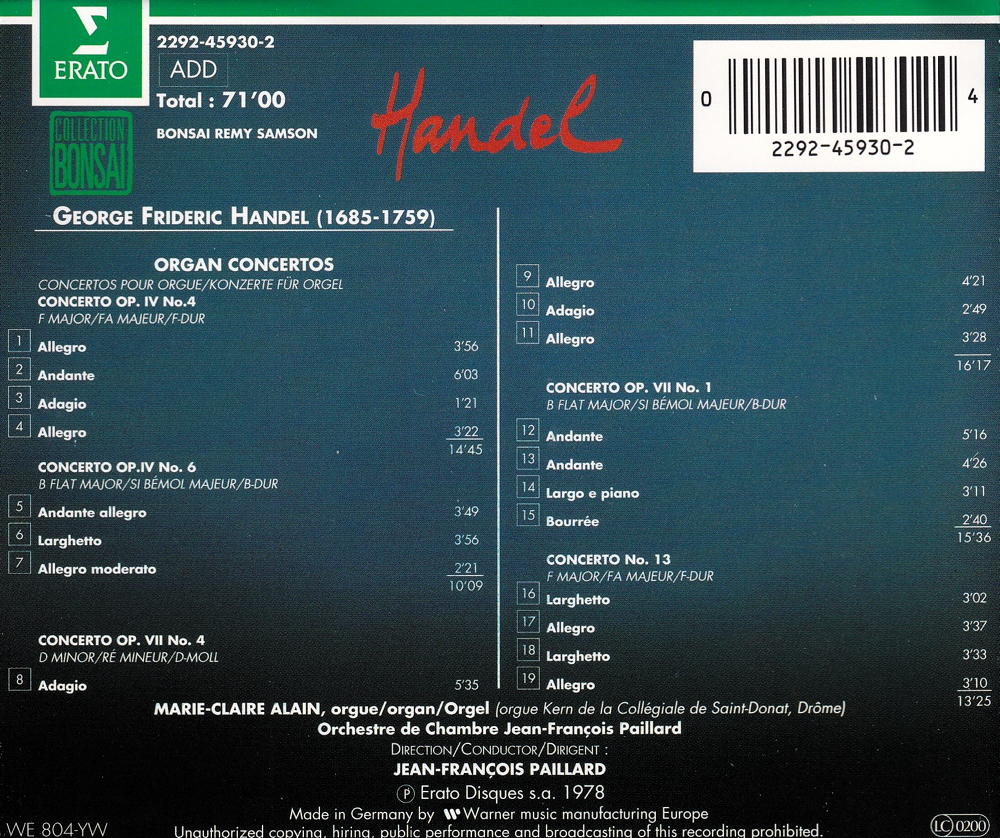 ERATO
2292-45930-2
ADD
Total : 71'00
COLLECTION
BONSAI
BONSAI REMY SAMSON
Handel
0 4
2292-45930-2
GEORGE FRIDERIC HANDEL (1685-1759)
ORGAN CONCERTOS
CONCERTOS POUR ORGUE/KONZERTE FÜR ORGEL
CONCERTO OP. IV No.4
F MAJOR/FA MAJEUR/F-DUR
1 Allegro 3'56
2 Andante 6'03
3 Adagio 1'21
4 Allegro 3'22
14'45
CONCERTO OP.IV No. 6
B FLAT MAJOR/SI BÉMOL MAJEUR/B-DUR
5 Andante allegro 3'49
6 Larghetto 3'56
7 Allegro moderato 2'21
10'09
CONCERTO OP. VII No. 4
D MINOR/RÉ MINEUR/D-MOLL
8 Adagio 5'35
9 Allegro 4'21
10 Adagio 2'49
11 Allegro 3'28
16'17
CONCERTO OP. VII No. 1
B FLAT MAJOR/SI BÉMOL MAJEUR/B-DUR
12 Andante 5'16
13 Andante 4'26
14 Largo e piano 3'11
15 Bourrée 2'40
15'36
CONCERTO No. 13
F MAJOR/FA MAJEUR/F-DUR
16 Larghetto 3'02
17 Allegro 3'37
18 Larghetto 3'33
19 Allegro 3'10
13'25
MARIE-CLAIRE ALAIN, orgue/organ/Orgel (orgue Kern de la Collégiale de Saint-Donat, Drôme)
Orchestre de Chambre Jean-François Paillard
DIRECTION/CONDUCTOR/DIRIGENT :
JEAN-FRANÇOIS PAILLARD
Ⓟ Erato Disques s.a. 1978
Made in Germany by Warner music manufacturing Europe
WE 804-YW
Unauthorized copying, hiring, public performance and broadcasting of this recording prohibited.
LC 0200